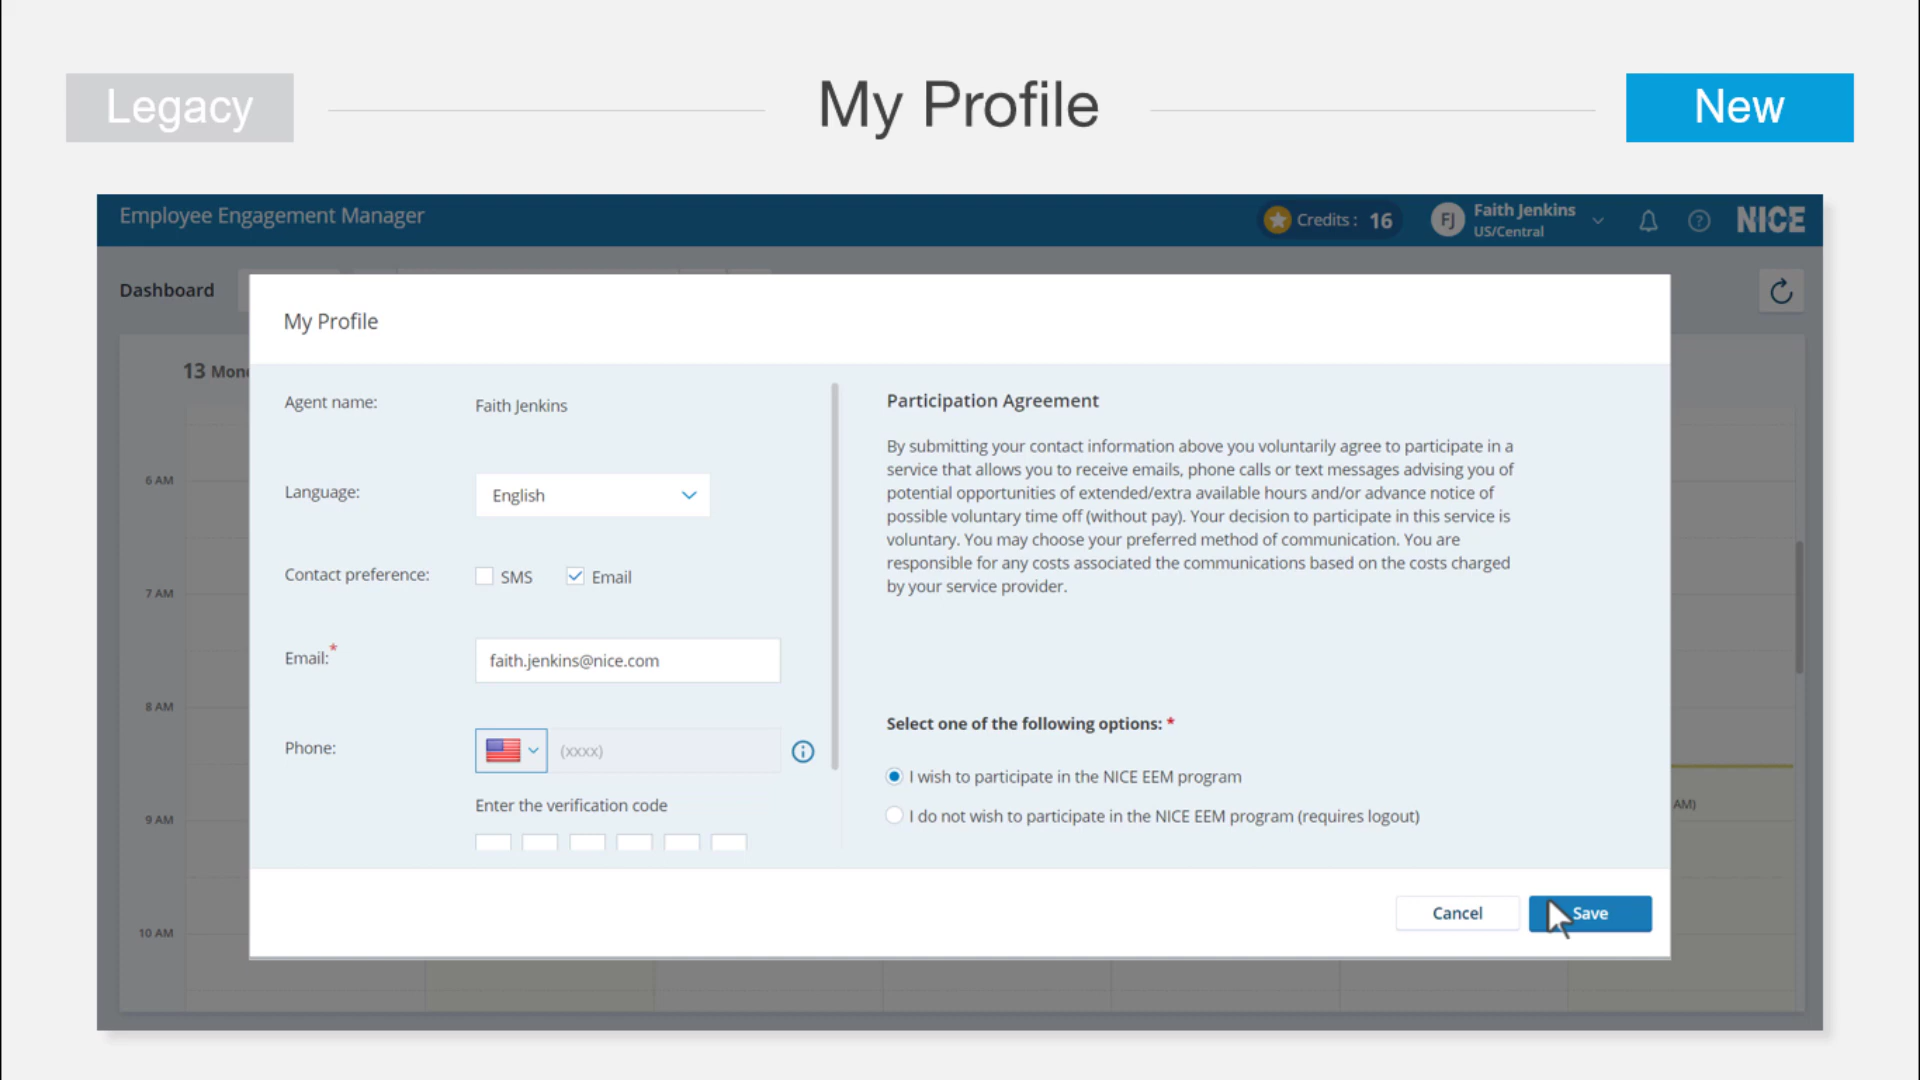 Legacy
My Profile
New
Employee Engagement Manager
Credits : 16
FJ
Faith Jenkins
US/Central
?
NICE
Dashboard
My Profile
13
Agent name:
Faith Jenkins
Language:
English
Contact preference:
SMS
Email
Email:*
faith.jenkins@nice.com
Phone:
(xxxx)
Enter the verification code
Participation Agreement
By submitting your contact information above you voluntarily agree to participate in a
service that allows you to receive emails, phone calls or text messages advising you of
potential opportunities of extended/extra available hours and/or advance notice of
possible voluntary time off (without pay). Your decision to participate in this service is
voluntary. You may choose your preferred method of communication. You are
responsible for any costs associated the communications based on the costs charged
by your service provider.
Select one of the following options: *
I wish to participate in the NICE EEM program
I do not wish to participate in the NICE EEM program (requires logout)
Cancel
Save
6 AM
7 AM
8 AM
9 AM
10 AM
AM)